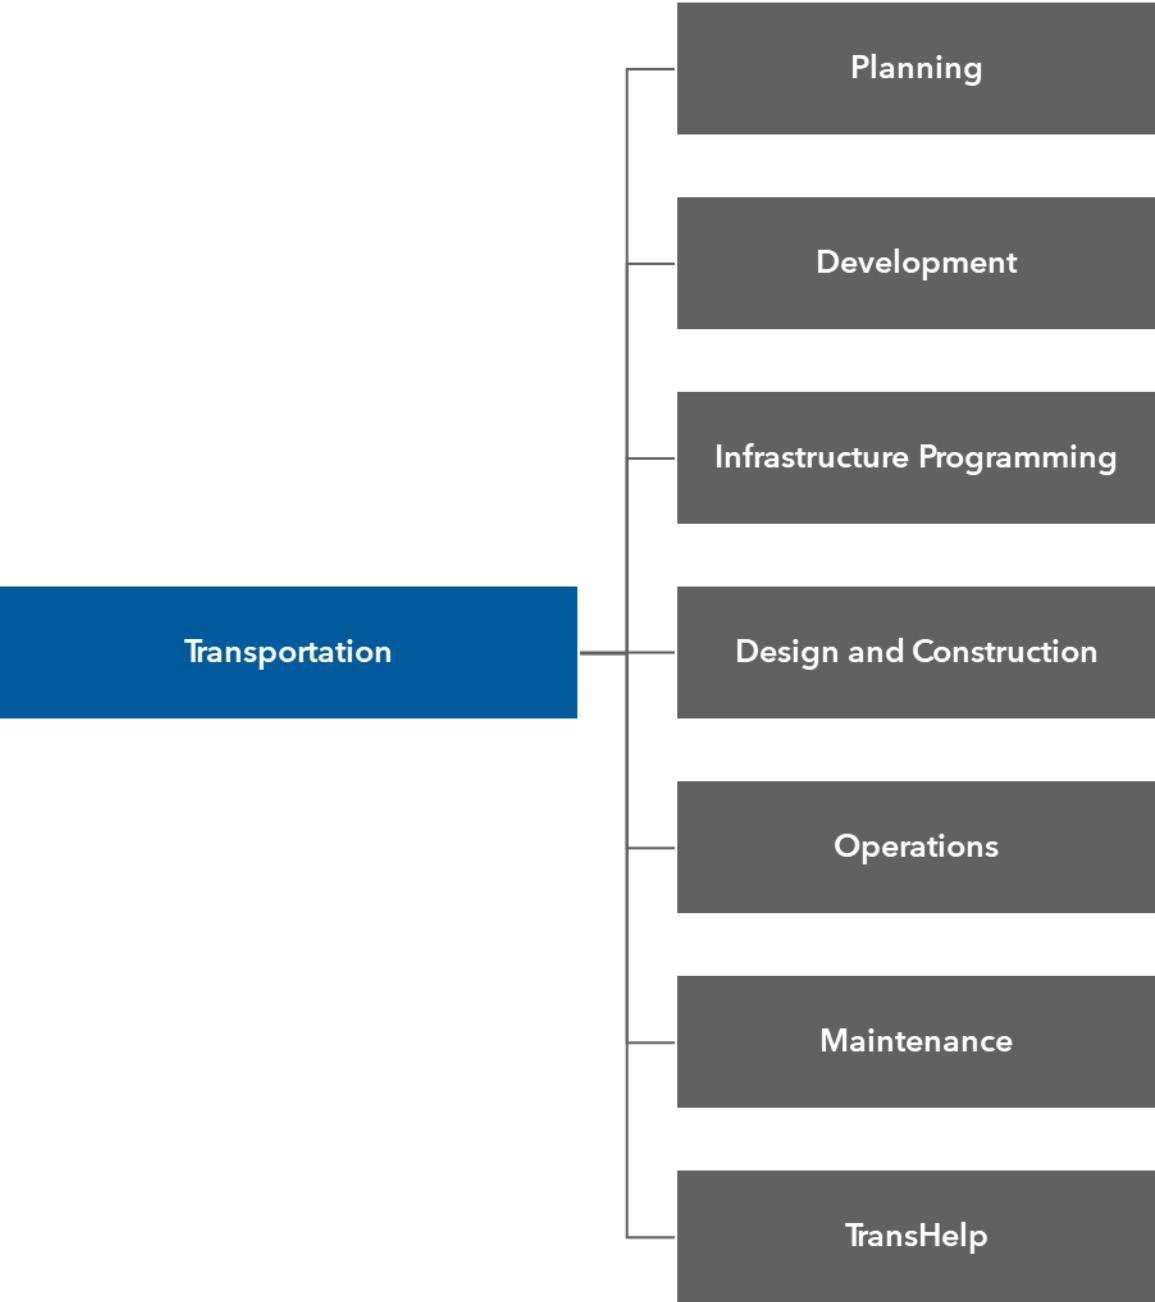 Planning
Development
Infrastructure Programming
Transportation
Design and Construction
Operations
Maintenance
TransHelp